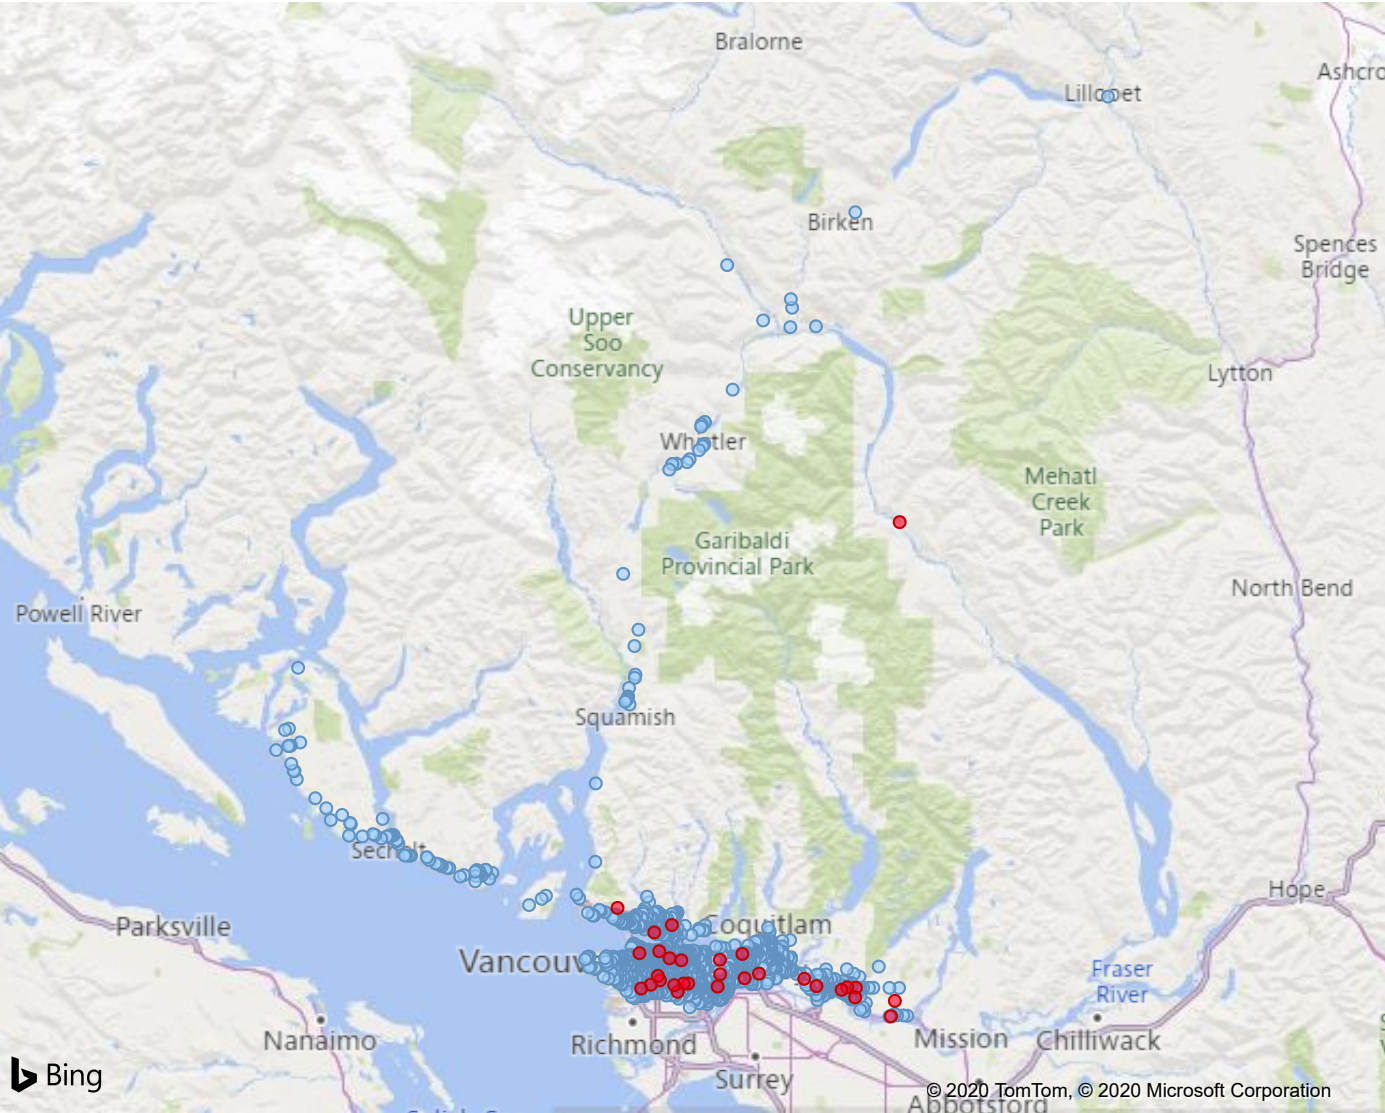 Bralorne
Ashcro
Lillooet
Birken
Spences
Bridge
Upper
Soo
Conservancy
Lytton
Whistler
Mehatl
Creek
Park
Garibaldi
Provincial Park
North Bend
Powell River
Squamish
Sechelt
Hope
Parksville
Coquitlam
Vancouv
Fraser
River
Nanaimo
Richmond
Mission
Chilliwack
Surrey
Bing
© 2020 TomTom, © 2020 Microsoft Corporation
Abbotsford